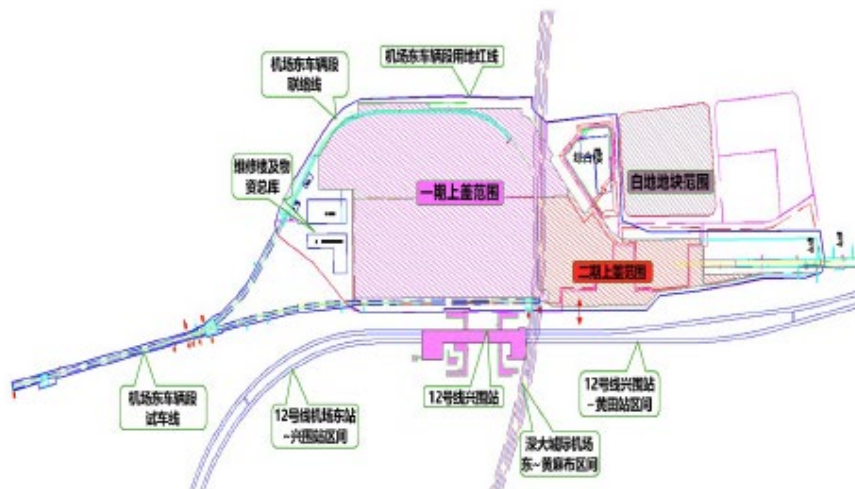 机场东车辆段
联络线
机场东车辆段用地红线
维修楼及物
资总库
综合楼
一期上盖范围
白地地块范围
二期上盖范围
机场东车辆段
试车线
12号线机场东站
~兴围站区间
12号线兴围站
深大城际机场
东~黄麻布区间
12号线兴围站
~黄田站区间